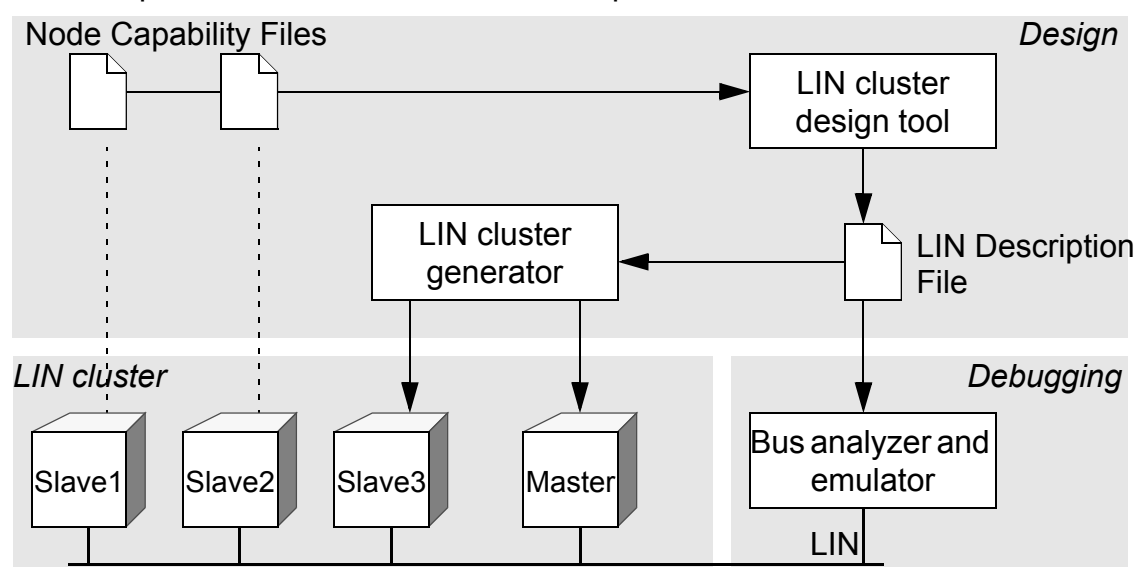 Node Capability Files
Design
LIN cluster
design tool
LIN cluster
generator
LIN Description
File
LIN cluster
Debugging
Slave1
Slave2
Slave3
Master
Bus analyzer and
emulator
LIN